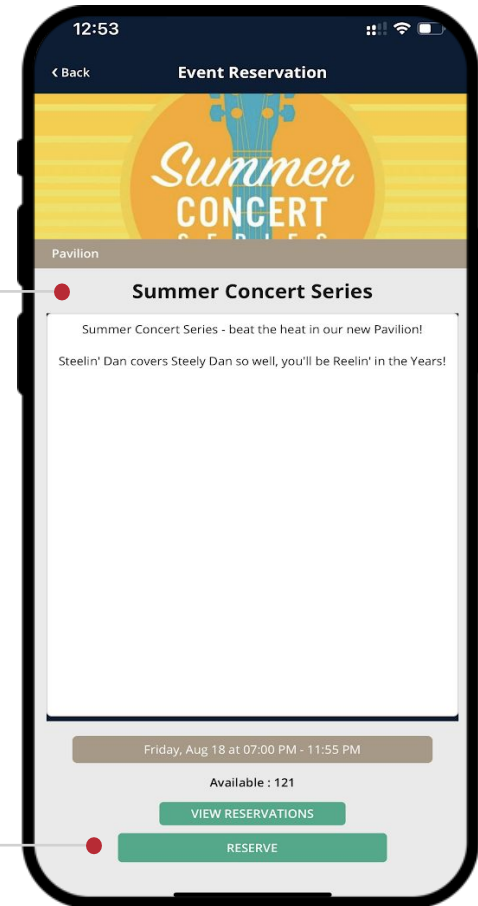 12:53
Back
Event Reservation
Summer
CONCERT
SERIES
Pavilion
Summer Concert Series
Summer Concert Series - beat the heat in our new Pavilion!
Steelin' Dan covers Steely Dan so well, you'll be Reelin' in the Years!
Friday, Aug 18 at 07:00 PM - 11:55 PM
Available : 121
VIEW RESERVATIONS
RESERVE